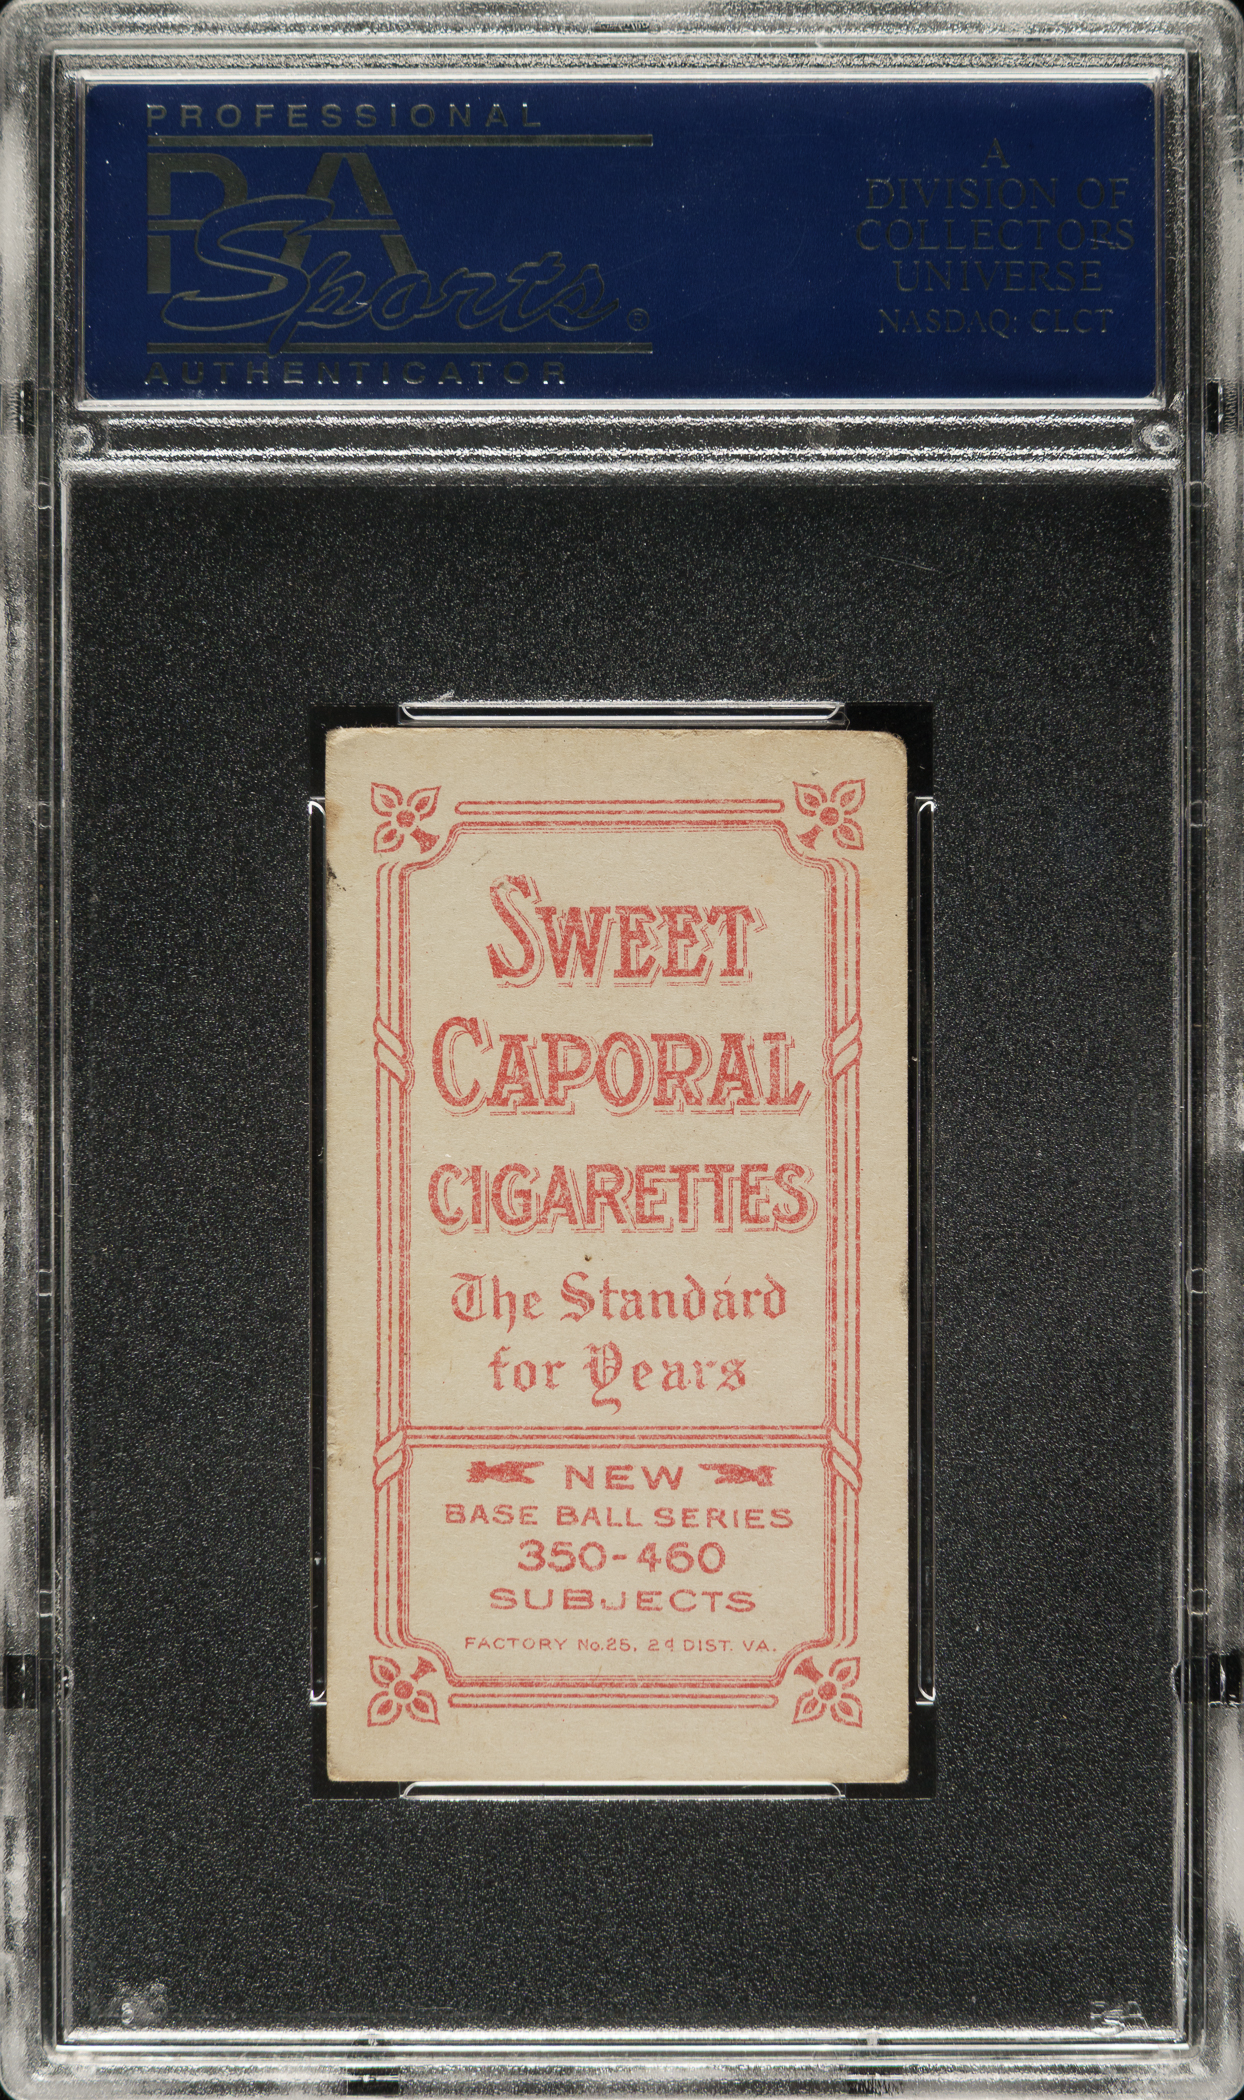 PROFESSIONAL
PSA
Sports®
AUTHENTICATOR
A
DIVISION OF
COLLECTORS
UNIVERSE
NASDAQ: CLCT
SWEET
CAPORAL
CIGARETTES
The Standard
for Years
NEW
BASE BALL SERIES
350-460
SUBJECTS
FACTORY No. 25, 2d DIST. VA.
PSA